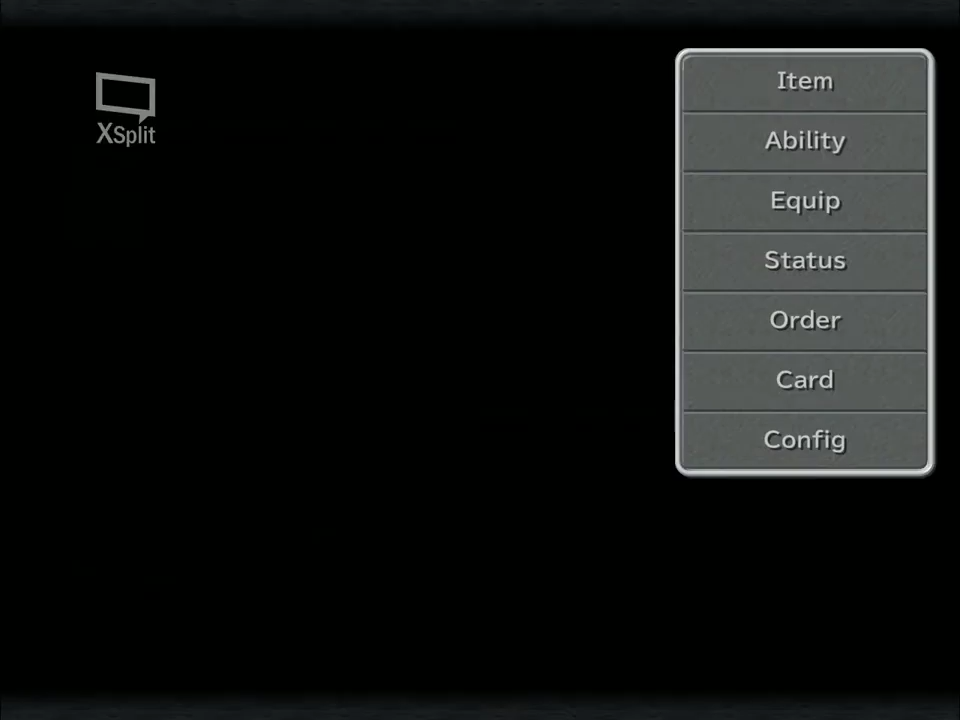 XSplit
Item
Ability
Equip
Status
Order
Card
Config